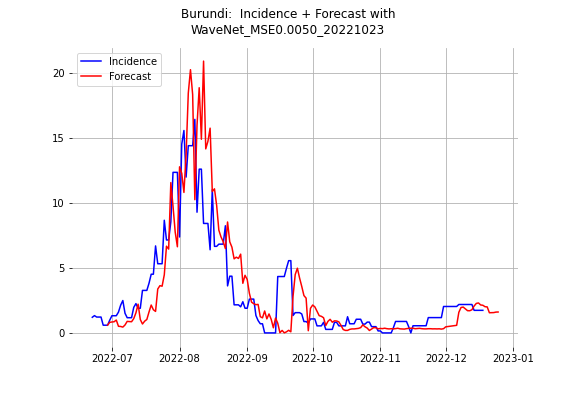 Burundi:  Incidence + Forecast with
WaveNet_MSE0.0050_20221023
Incidence
Forecast
20
15
10
5
0
2022-07 2022-08 2022-09 2022-10 2022-11 2022-12 2023-01